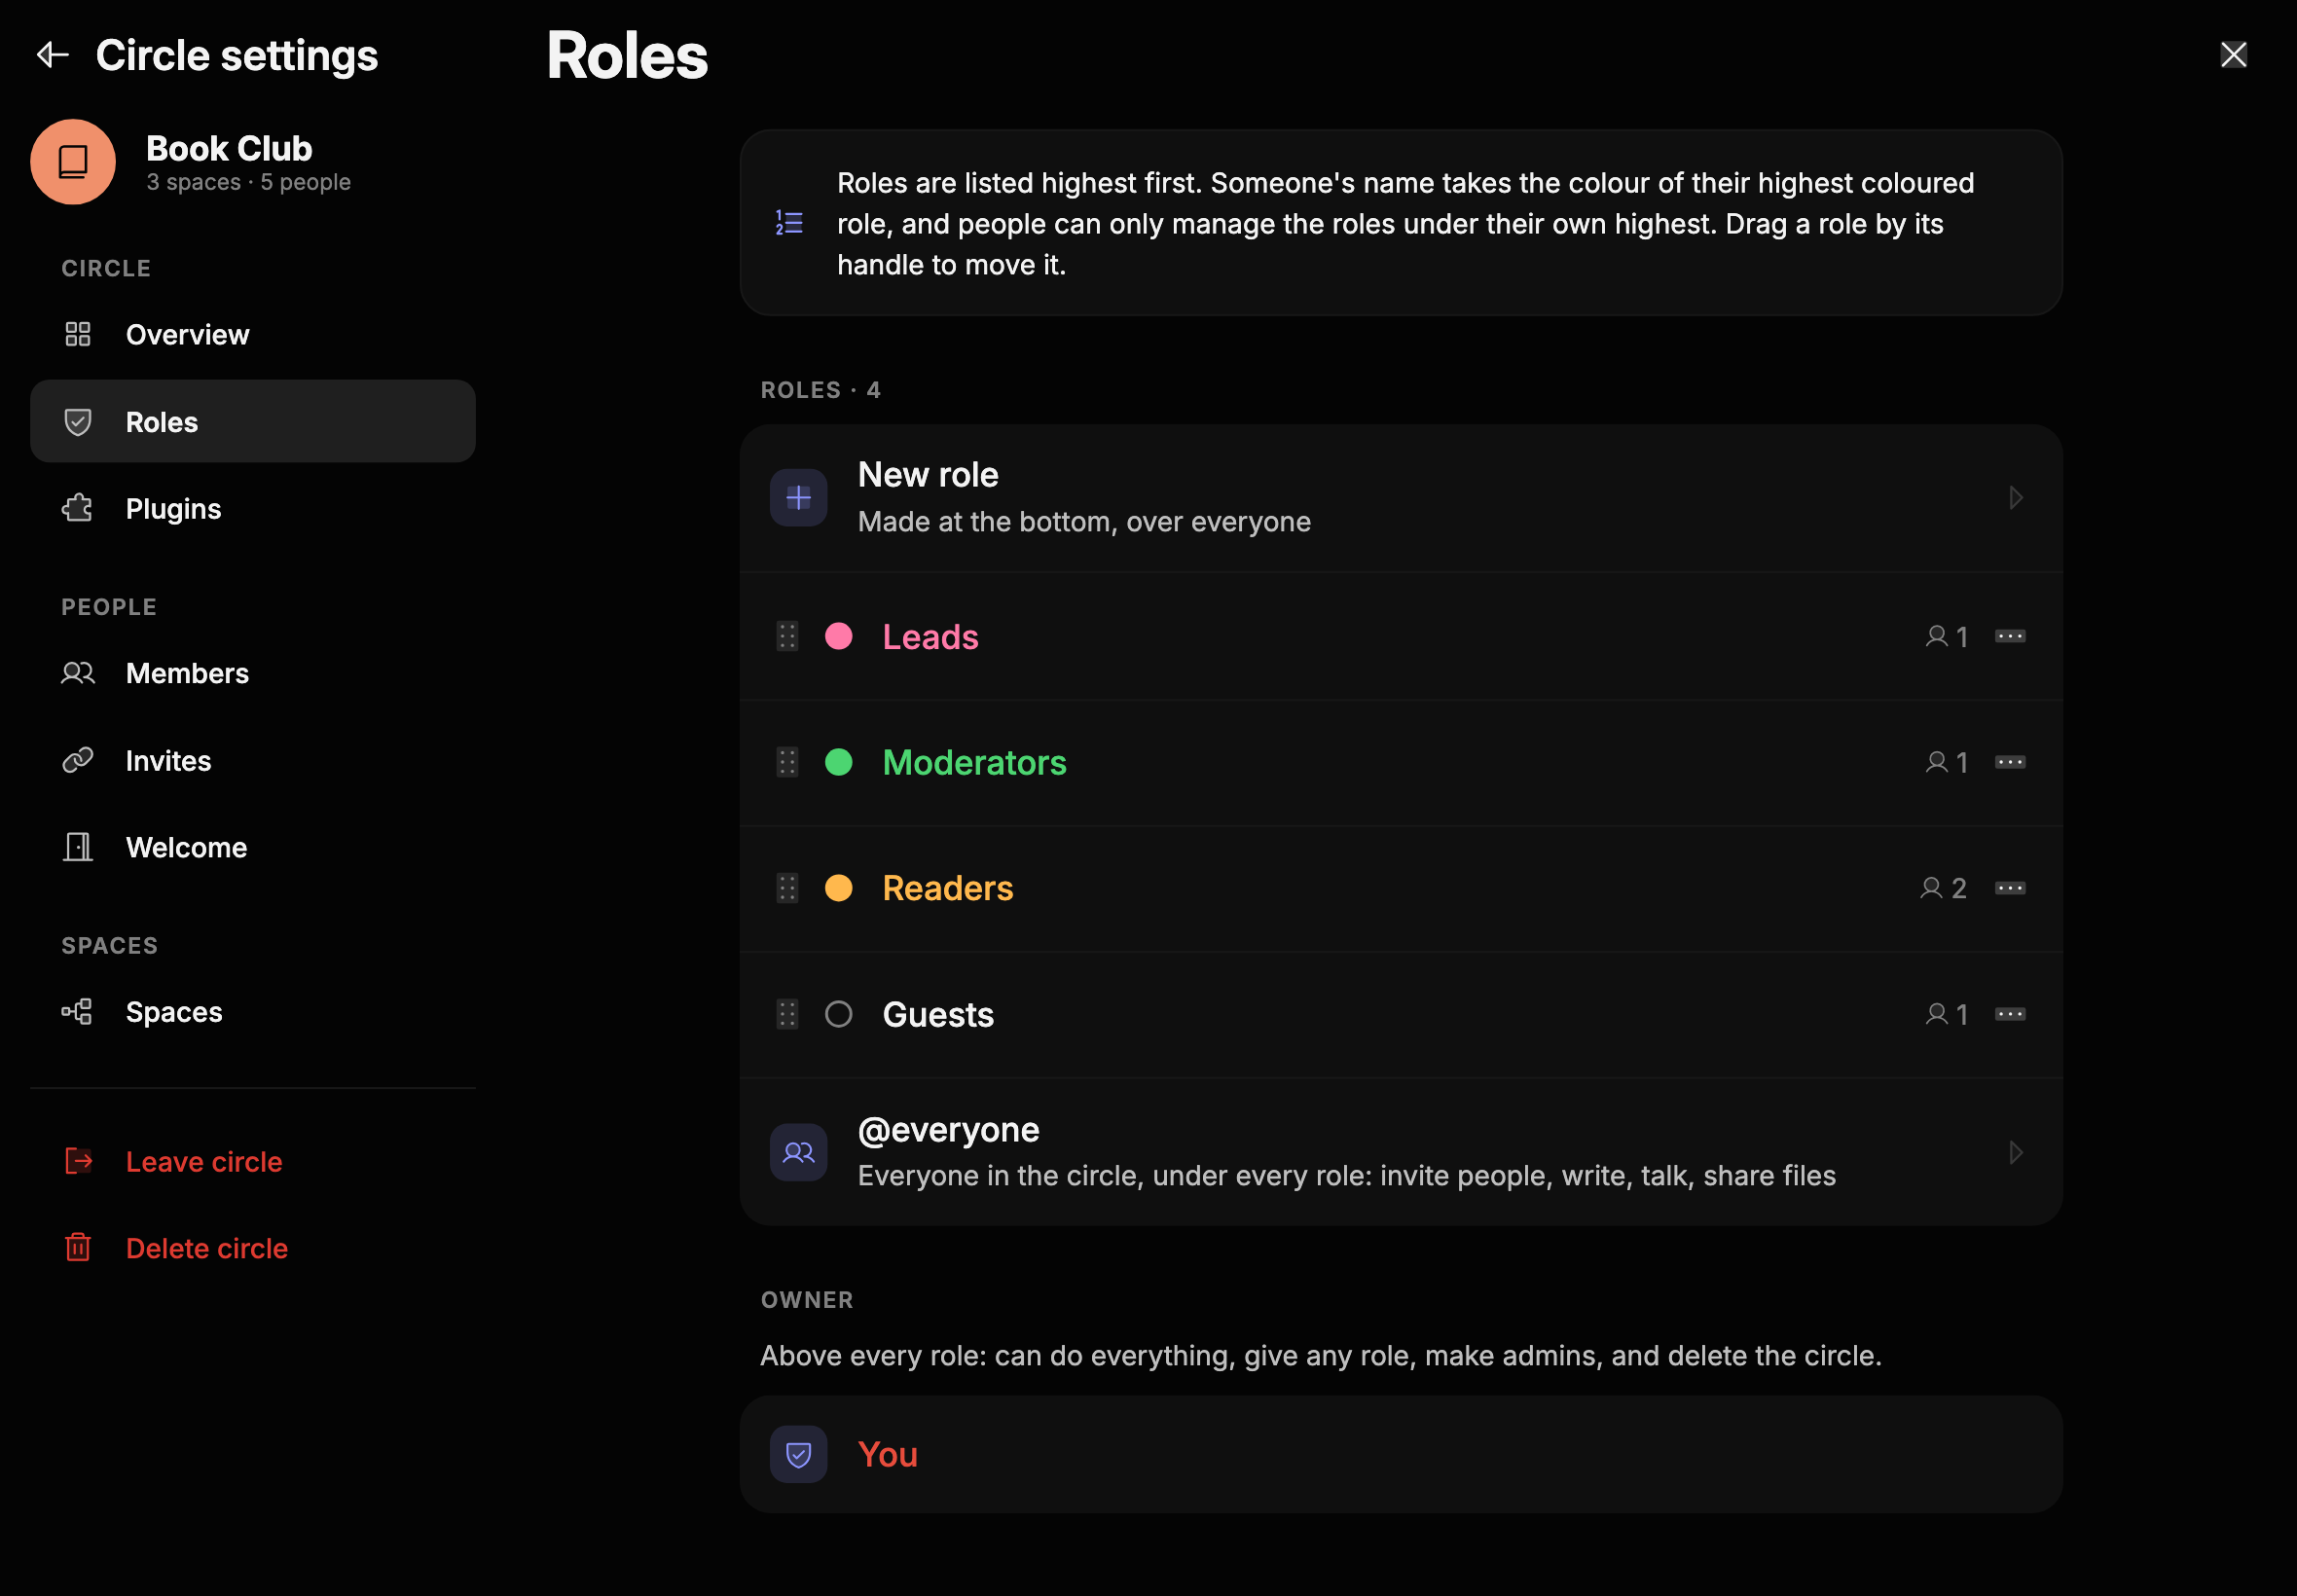 Circle settings
Book Club
3 spaces · 5 people
CIRCLE
Overview
Roles
Plugins
PEOPLE
Members
Invites
Welcome
SPACES
Spaces
Leave circle
Delete circle
Roles
Roles are listed highest first. Someone's name takes the colour of their highest coloured
role, and people can only manage the roles under their own highest. Drag a role by its
handle to move it.
ROLES · 4
New role
Made at the bottom, over everyone
Leads
1
Moderators
1
Readers
2
Guests
1
@everyone
Everyone in the circle, under every role: invite people, write, talk, share files
OWNER
Above every role: can do everything, give any role, make admins, and delete the circle.
You